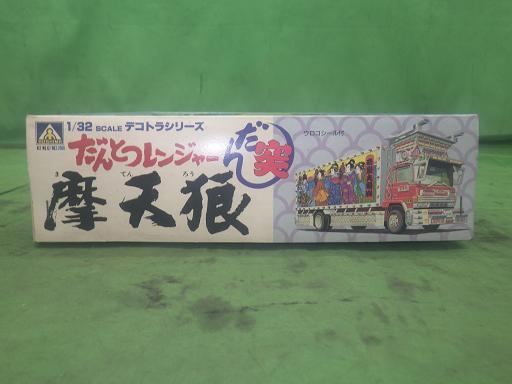 1/32 SCALE デコトラシリーズ
だんとつレンジャー
だん突
ま てん ろう
摩天狼
ウロコシール付